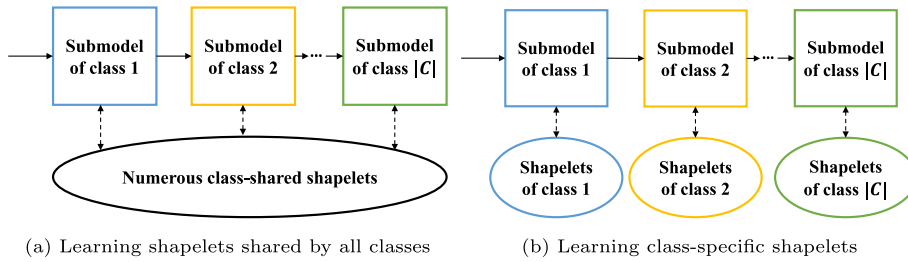 Submodel
of class 1
Submodel
of class 2
...
Submodel
of class |C|
Numerous class-shared shapelets
(a) Learning shapelets shared by all classes
Submodel
of class 1
Submodel
of class 2
...
Submodel
of class |C|
Shapelets
of class 1
Shapelets
of class 2
Shapelets
of class |C|
(b) Learning class-specific shapelets